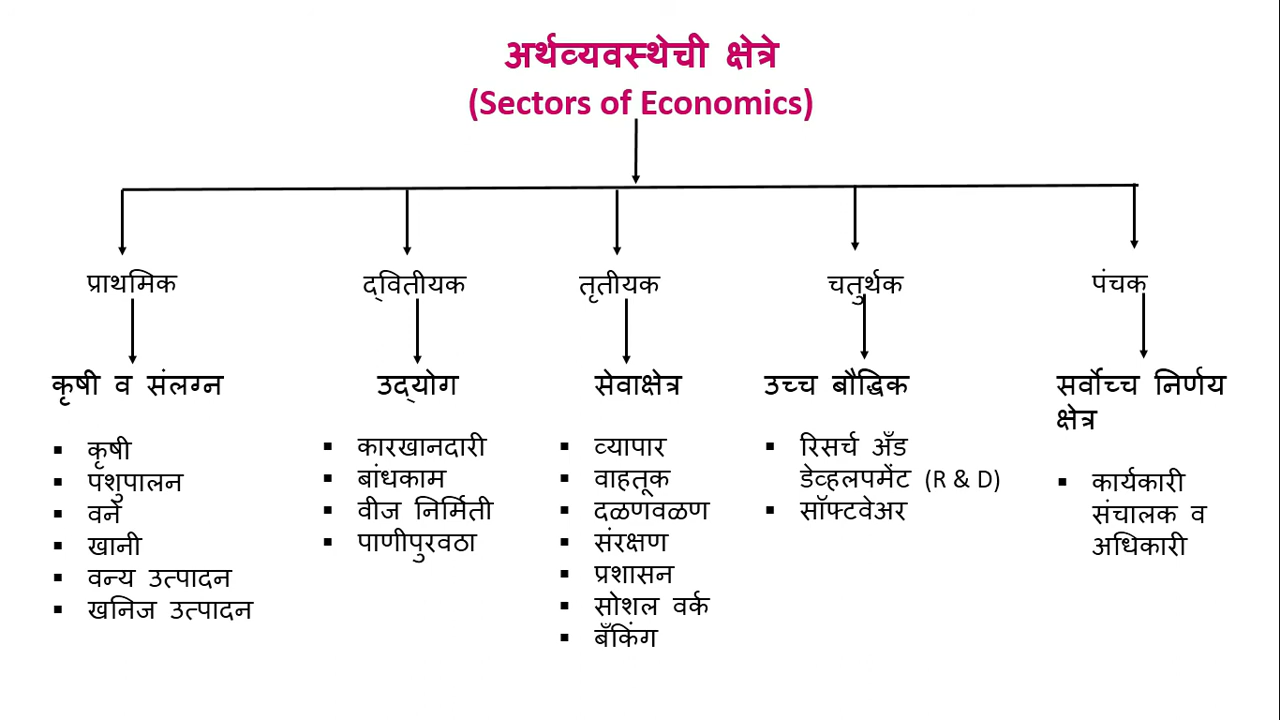 अर्थव्यवस्थेची क्षेत्रे
(Sectors of Economics)
प्राथमिक
द्वितीयक
तृतीयक
चतुर्थक
पंचक
कृषी व संलग्न
▪ कृषी
▪ पशुपालन
▪ वने
▪ खानी
▪ वन्य उत्पादन
▪ खनिज उत्पादन
उद्योग
▪ कारखानदारी
▪ बांधकाम
▪ वीज निर्मिती
▪ पाणीपुरवठा
सेवाक्षेत्र
▪ व्यापार
▪ वाहतूक
▪ दळणवळण
▪ संरक्षण
▪ प्रशासन
▪ सोशल वर्क
▪ बँकिंग
उच्च बौद्धिक
▪ रिसर्च अँड
डेव्हलपमेंट (R & D)
▪ सॉफ्टवेअर
सर्वोच्च निर्णय
क्षेत्र
▪ कार्यकारी
संचालक व
अधिकारी